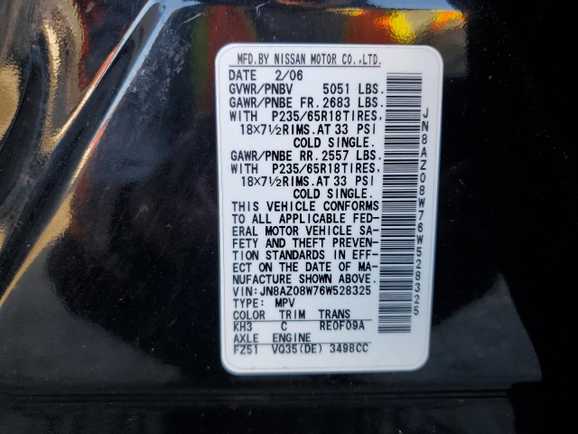 MFD.BY NISSAN MOTOR CO.,LTD.
DATE 2/06
GVWR/PNBV 5051 LBS.
GAWR/PNBE FR. 2683 LBS.
WITH P235/65R18TIRES,
18×7½RIMS.AT 33 PSI
COLD SINGLE.
GAWR/PNBE RR. 2557 LBS.
WITH P235/65R18TIRES,
18×7½RIMS.AT 33 PSI
COLD SINGLE.
THIS VEHICLE CONFORMS
TO ALL APPLICABLE FED-
ERAL MOTOR VEHICLE SA-
FETY AND THEFT PREVEN-
TION STANDARDS IN EFF-
ECT ON THE DATE OF MA-
NUFACTURE SHOWN ABOVE.
VIN:JN8AZ08W76W528325
TYPE: MPV
COLOR TRIM TRANS
KH3 C RE0F09A
AXLE ENGINE
FZ51 VQ35(DE) 3498CC
JN8AZ08W76W528325